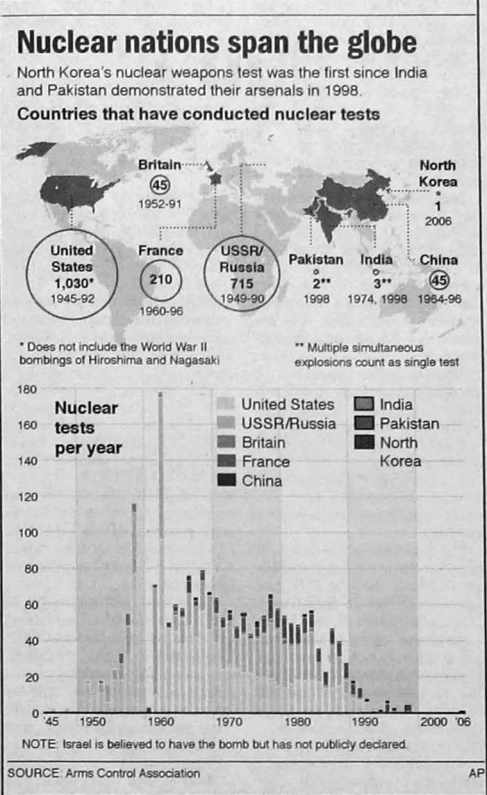 Nuclear nations span the globe
North Korea's nuclear weapons test was the first since India
and Pakistan demonstrated their arsenals in 1998.
Countries that have conducted nuclear tests
Britain
45
1952-91
North
Korea
1
2006
United
States
1,030*
1945-92
France
210
1960-96
USSR/
Russia
715
1949-90
Pakistan
2**
1998
India
3**
1974, 1998
China
45
1964-96
* Does not include the World War II
bombings of Hiroshima and Nagasaki
** Multiple simultaneous
explosions count as single test
Nuclear
tests
per year
United States
USSR/Russia
Britain
France
China
India
Pakistan
North
Korea
180
160
140
120
100
80
60
40
20
0
'45 1950 1960 1970 1980 1990 2000 '06
NOTE: Israel is believed to have the bomb but has not publicly declared.
SOURCE: Arms Control Association AP